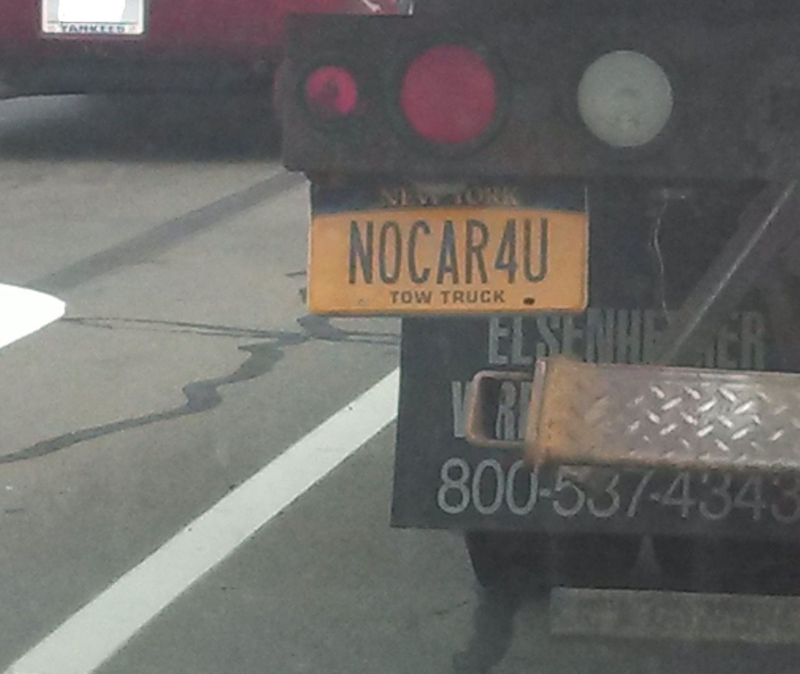 YANKEES
NEW YORK
NOCAR4U
TOW TRUCK
800-537-4343